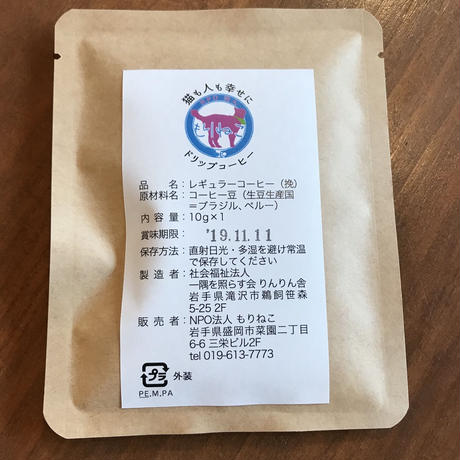 猫も人も幸せに
もりねこ
ドリップコーヒー
品　　名：レギュラーコーヒー（挽）
原材料名：コーヒー豆（生豆生産国
＝ブラジル、ペルー）
内 容 量：10g×1
賞味期限： '19.11.11
保存方法：直射日光・多湿を避け常温
で保存してください
製 造 者：社会福祉法人
一隅を照らす会 りんりん舎
岩手県滝沢市鵜飼笹森
5-25 2F
販 売 者：NPO法人 もりねこ
岩手県盛岡市菜園二丁目
6-6 三栄ビル2F
tel 019-613-7773
プラ 外装
PE.M.PA